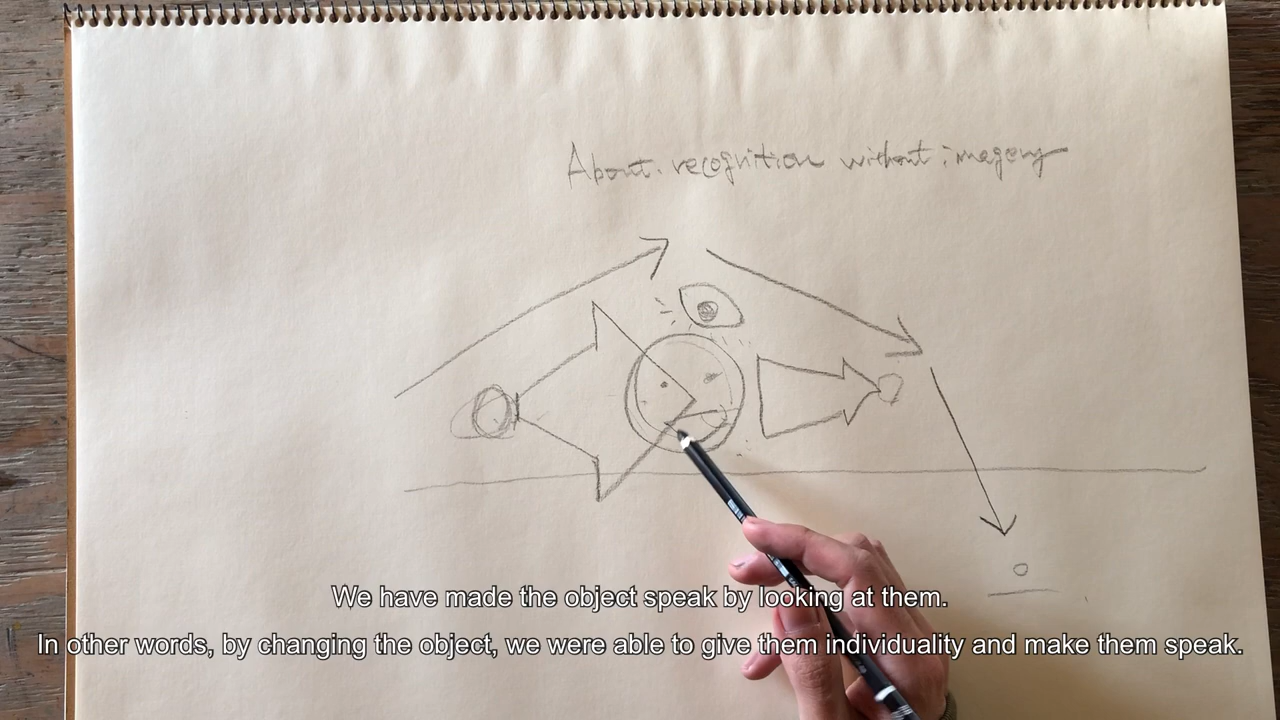 About. recognition without imagery
We have made the object speak by looking at them.
In other words, by changing the object, we were able to give them individuality and make them speak.